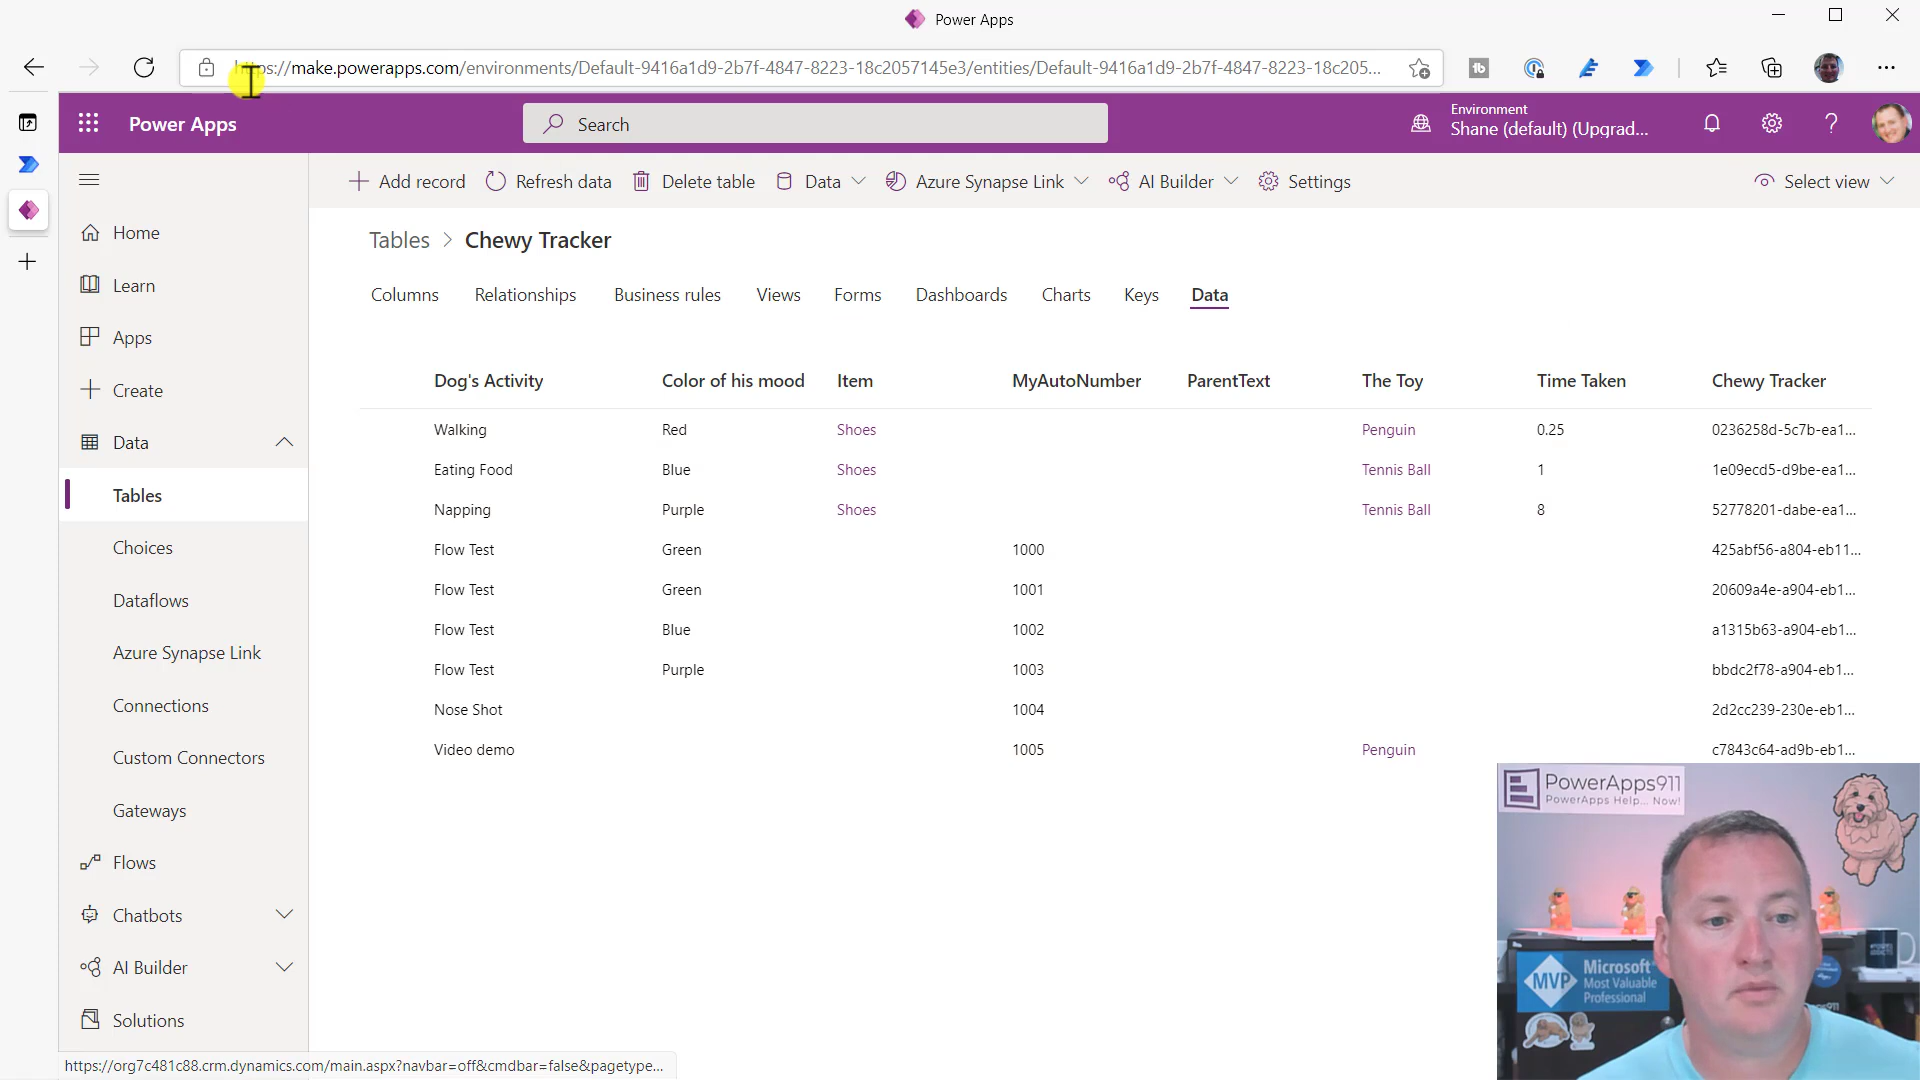 Power Apps
https://make.powerapps.com/environments/Default-9416a1d9-2b7f-4847-8223-18c2057145e3/entities/Default-9416a1d9-2b7f-4847-8223-18c205...
Power Apps
Search
Environment
Shane (default) (Upgrad...
Add record
Refresh data
Delete table
Data
Azure Synapse Link
AI Builder
Settings
Select view
Home
Learn
Apps
Create
Data
Tables
Choices
Dataflows
Azure Synapse Link
Connections
Custom Connectors
Gateways
Flows
Chatbots
AI Builder
Solutions
Tables > Chewy Tracker
Columns Relationships Business rules Views Forms Dashboards Charts Keys Data
Dog's Activity Color of his mood Item MyAutoNumber ParentText The Toy Time Taken Chewy Tracker
Walking Red Shoes Penguin 0.25 0236258d-5c7b-ea1...
Eating Food Blue Shoes Tennis Ball 1 1e09ecd5-d9be-ea1...
Napping Purple Shoes Tennis Ball 8 52778201-dabe-ea1...
Flow Test Green 1000 425abf56-a804-eb11...
Flow Test Green 1001 20609a4e-a904-eb1...
Flow Test Blue 1002 a1315b63-a904-eb1...
Flow Test Purple 1003 bbdc2f78-a904-eb1...
Nose Shot 1004 2d2cc239-230e-eb1...
Video demo 1005 Penguin c7843c64-ad9b-eb1...
PowerApps911
PowerApps Help... Now!
MVP
Microsoft
Most Valuable
Professional
https://org7c481c88.crm.dynamics.com/main.aspx?navbar=off&cmdbar=false&pagetype...